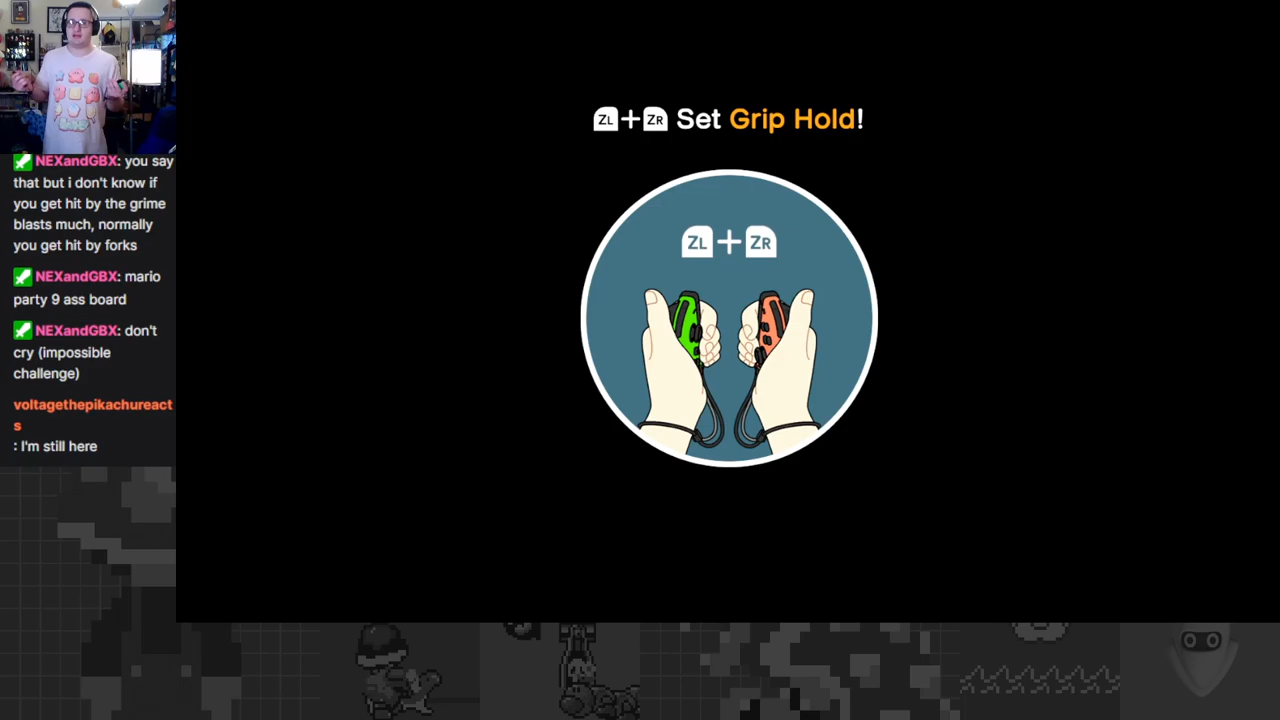 ZL+ZR Set Grip Hold!
ZL+ZR
NEXandGBX: you say
that but i don't know if
you get hit by the grime
blasts much, normally
you get hit by forks
NEXandGBX: mario
party 9 ass board
NEXandGBX: don't
cry (impossible
challenge)
voltagethepikachureact
s
: I'm still here